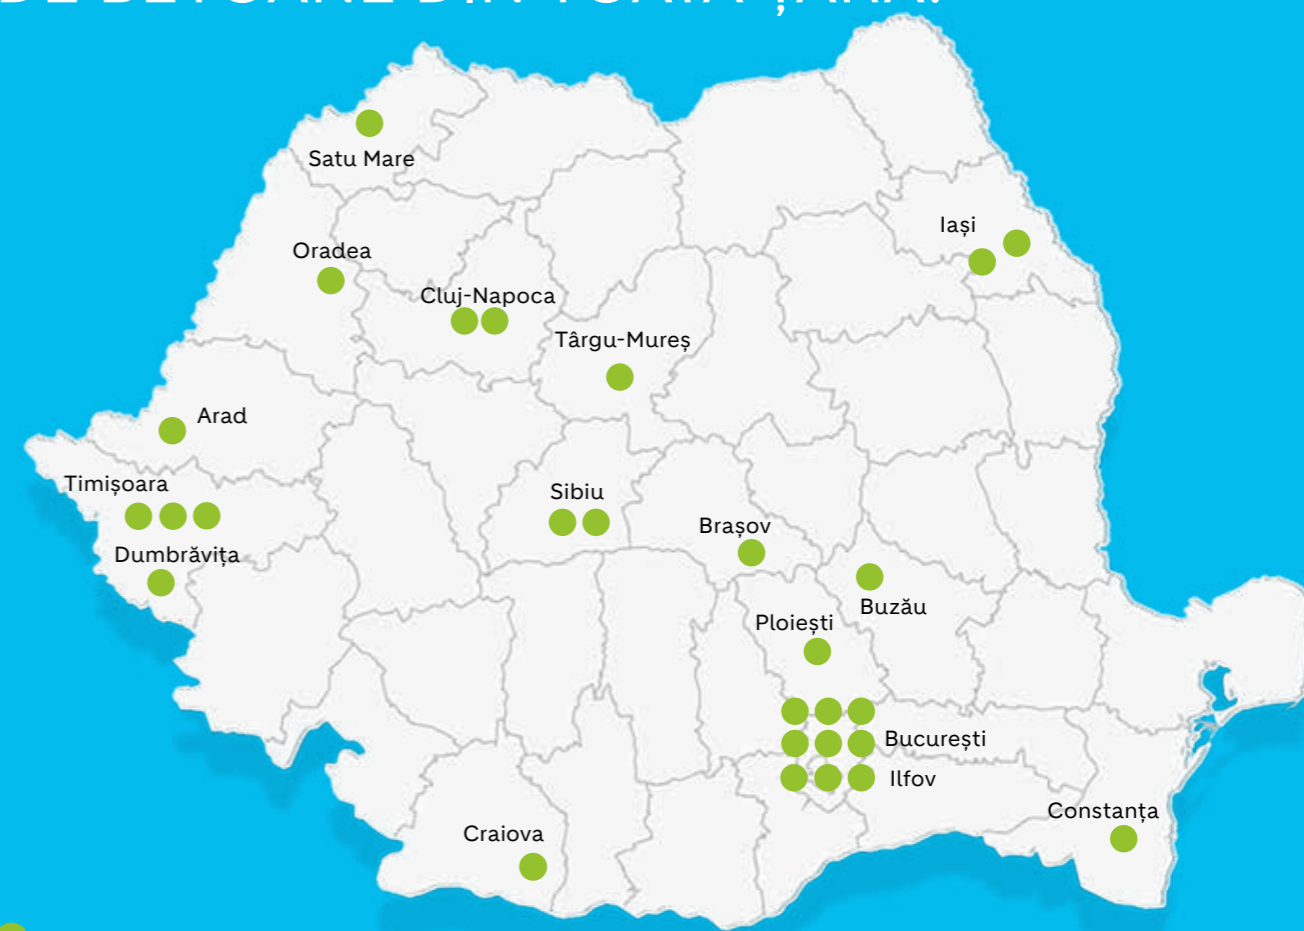 Satu Mare
Iași
Oradea
Cluj-Napoca
Târgu-Mureș
Arad
Timișoara
Sibiu
Brașov
Dumbrăvița
Buzău
Ploiești
București
Ilfov
Constanța
Craiova